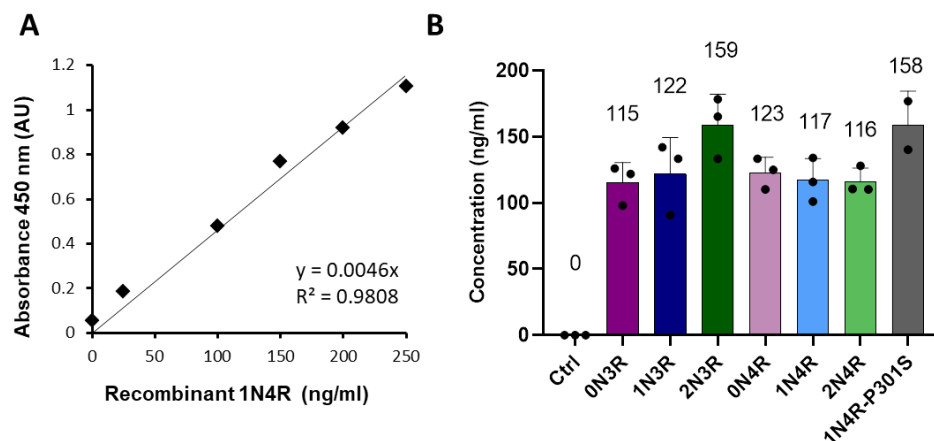 A
Absorbance 450 nm (AU)
1.2
1
0.8
0.6
0.4
0.2
0
y = 0.0046x
R² = 0.9808
0 50 100 150 200 250
Recombinant 1N4R (ng/ml)
B
Concentration (ng/ml)
200
150
100
50
0
0 115 122 159 123 117 116 158
Ctrl 0N3R 1N3R 2N3R 0N4R 1N4R 2N4R 1N4R-P301S